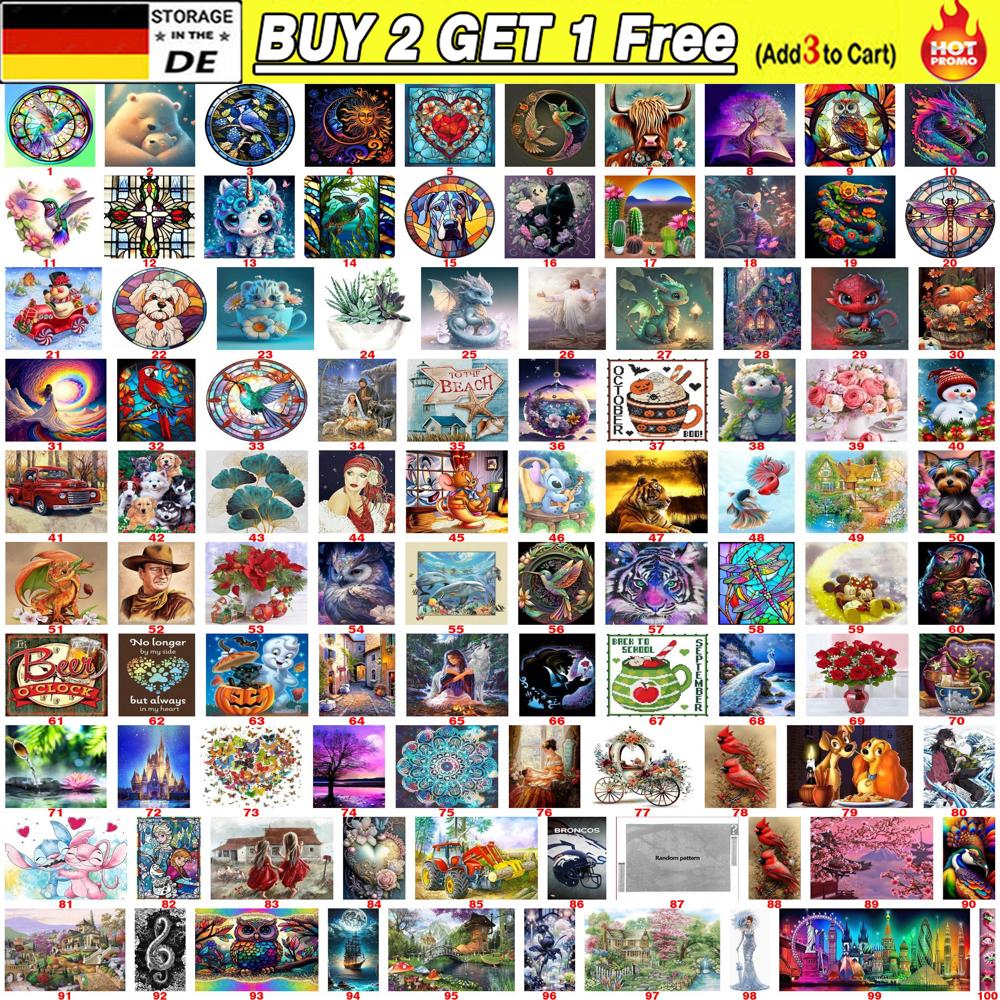 STORAGE
IN THE
DE
BUY 2 GET 1 Free
(Add 3 to Cart)
HOT
PROMO
1 2 3 4 5 6 7 8 9 10
11 12 13 14 15 16 17 18 19 20
21 22 23 24 25 26 27 28 29 30
TO THE
BEACH
OCTOBER
BOO!
31 32 33 34 35 36 37 38 39 40
41 42 43 44 45 46 47 48 49 50
51 52 53 54 55 56 57 58 59 60
It's
Beer
O'CLOCK
No longer
by my side
but always
in my heart
BACK TO
SCHOOL
SEPTEMBER
61 62 63 64 65 66 67 68 69 70
71 72 73 74 75 76 77 78 79 80
BRONCOS
Random pattern
?
81 82 83 84 85 86 87 88 89 90
91 92 93 94 95 96 97 98 99 100